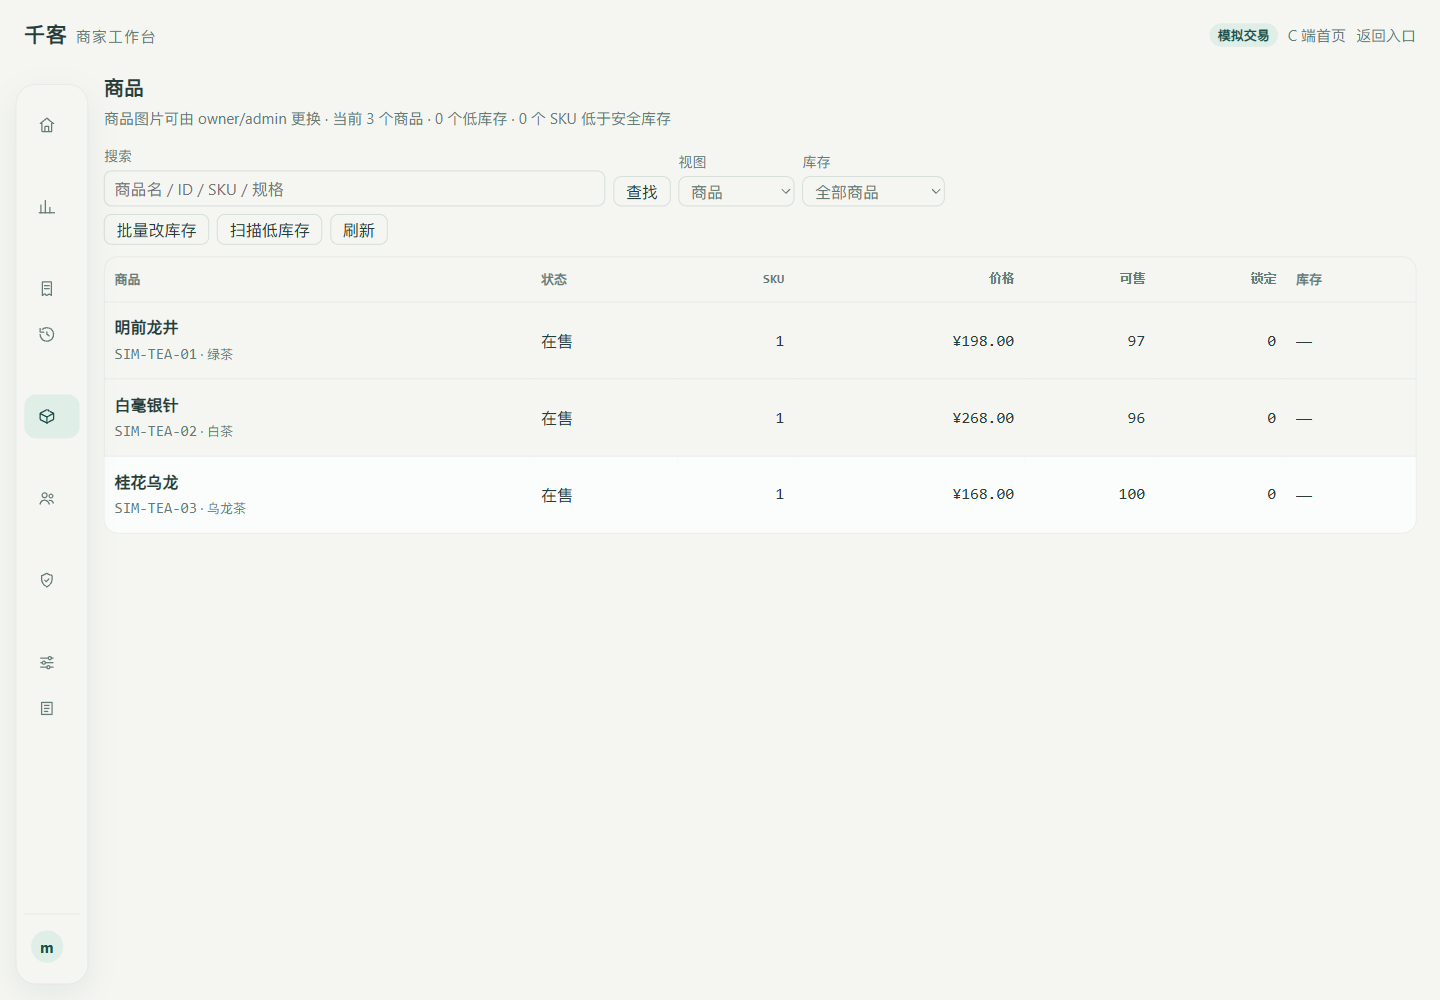 千客 商家工作台
模拟交易 C 端首页 返回入口
商品
商品图片可由 owner/admin 更换 · 当前 3 个商品 · 0 个低库存 · 0 个 SKU 低于安全库存
搜索 视图 库存
商品名 / ID / SKU / 规格 查找 商品 全部商品
批量改库存 扫描低库存 刷新
商品 状态 SKU 价格 可售 锁定 库存
明前龙井
SIM-TEA-01 · 绿茶 在售 1 ¥198.00 97 0 —
白毫银针
SIM-TEA-02 · 白茶 在售 1 ¥268.00 96 0 —
桂花乌龙
SIM-TEA-03 · 乌龙茶 在售 1 ¥168.00 100 0 —
m